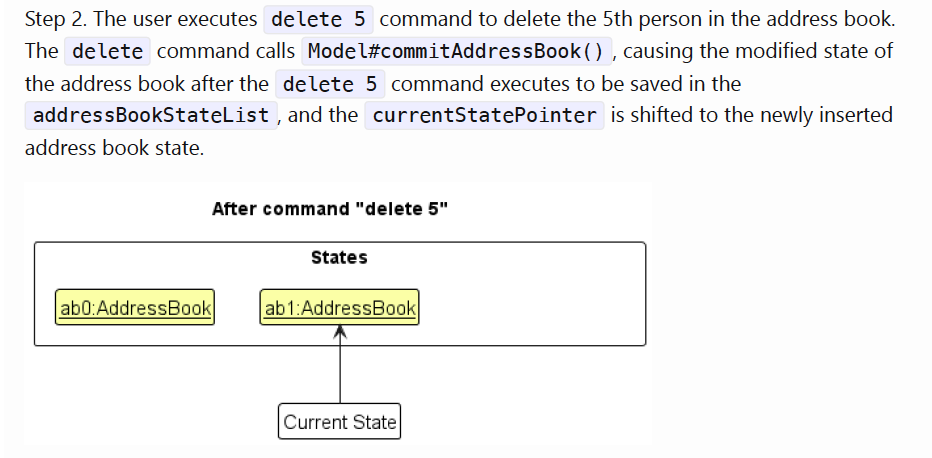 Step 2. The user executes delete 5 command to delete the 5th person in the address book.
The delete command calls Model#commitAddressBook() , causing the modified state of
the address book after the delete 5 command executes to be saved in the
addressBookStateList , and the currentStatePointer is shifted to the newly inserted
address book state.
After command "delete 5"
States
ab0:AddressBook ab1:AddressBook
Current State